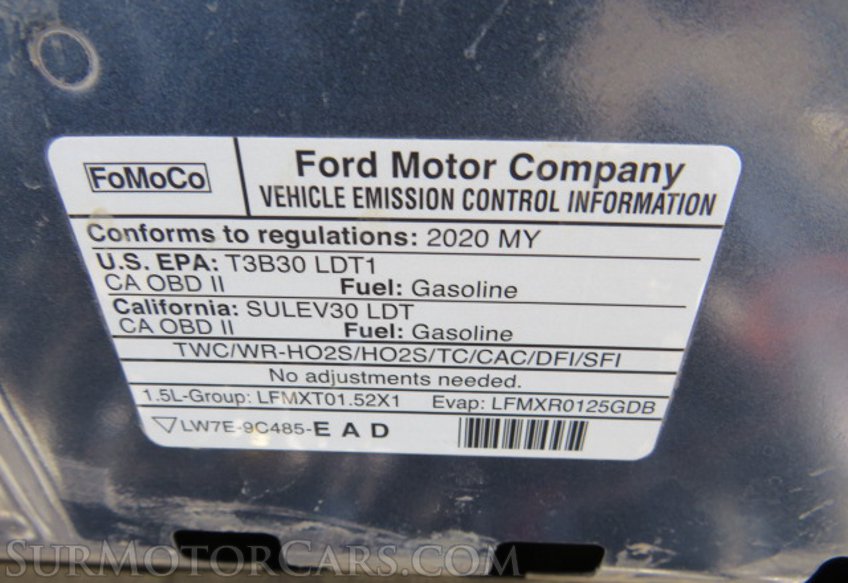 FoMoCo
Ford Motor Company
VEHICLE EMISSION CONTROL INFORMATION
Conforms to regulations: 2020 MY
U.S. EPA: T3B30 LDT1
CA OBD II Fuel: Gasoline
California: SULEV30 LDT
CA OBD II Fuel: Gasoline
TWC/WR-HO2S/HO2S/TC/CAC/DFI/SFI
No adjustments needed.
1.5L-Group: LFMXT01.52X1 Evap: LFMXR0125GDB
LW7E-9C485-E A D
SurMotorCars.com